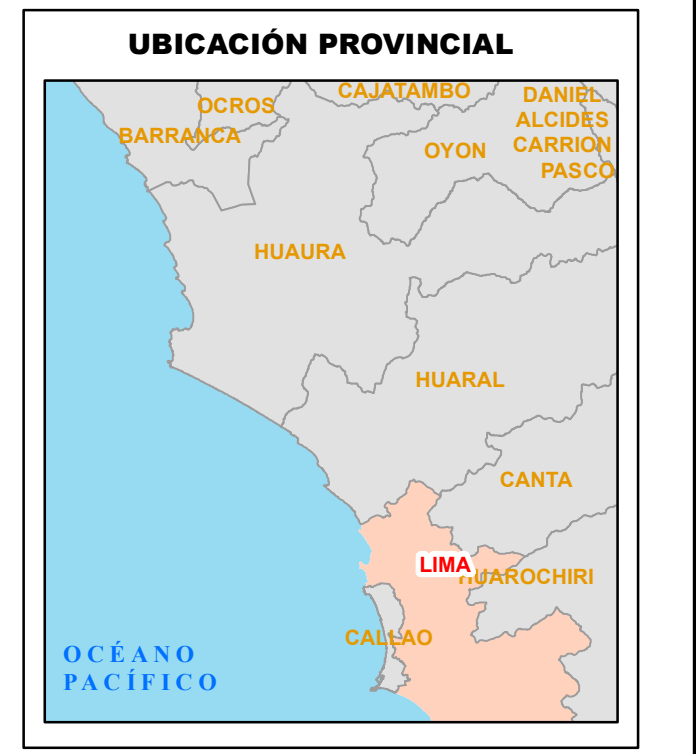 UBICACIÓN PROVINCIAL
CAJATAMBO
DANIEL
OCROS
ALCIDES
BARRANCA
OYON
CARRION
PASCO
HUAURA
HUARAL
CANTA
LIMA
HUAROCHIRI
CALLAO
OCÉANO
PACÍFICO